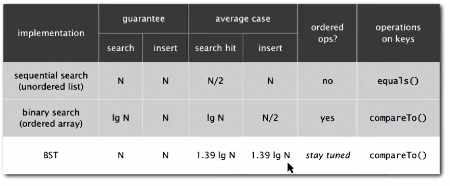 implementation guarantee average case ordered ops? operations on keys
search insert search hit insert
sequential search (unordered list) N N N/2 N no equals()
binary search (ordered array) lg N N lg N N/2 yes compareTo()
BST N N 1.39 lg N 1.39 lg N stay tuned compareTo()